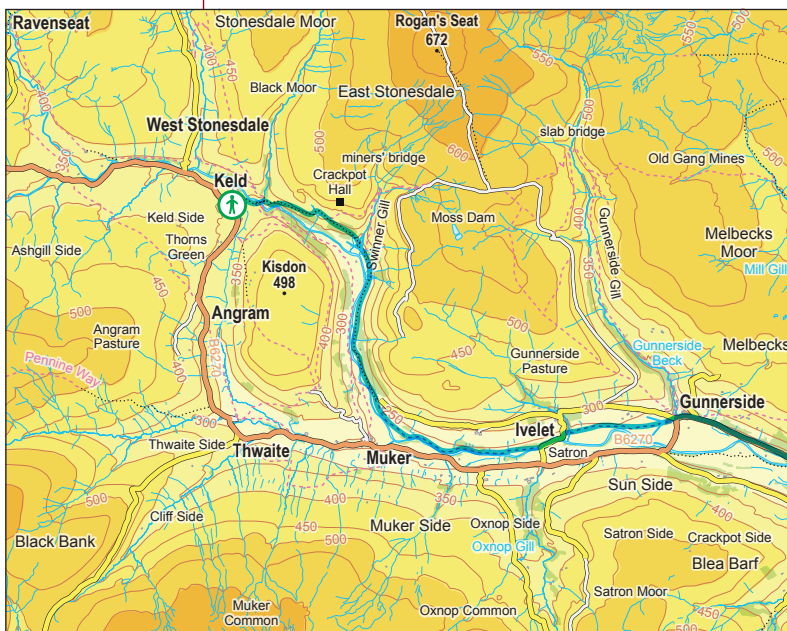 Ravenseat
Stonesdale Moor
Rogan's Seat
672
550
550
400
450
Black Moor
East Stonesdale
400
500
500
West Stonesdale
slab bridge
350
600
miners' bridge
Old Gang Mines
500
Crackpot
Hall
Keld
Swinner Gill
Moss Dam
400
Gunnerside Gill
Keld Side
Thorns
Green
Melbecks
Moor
Ashgill Side
350
Kisdon
498
350
Mill Gill
450
500
Angram
300
400
500
Angram
Pasture
B6270
450
Gunnerside
Beck
Melbecks
Pennine Way
400
Gunnerside
Pasture
300
250
300
Gunnerside
Ivelet
Thwaite Side
Thwaite
Muker
B6270
Satron
Sun Side
500
400
350
400
Cliff Side
450
Muker Side
Oxnop Side
Satron Side
Crackpot Side
Black Bank
500
Oxnop Gill
Blea Barf
Satron Moor
Muker
Common
Oxnop Common
450
500